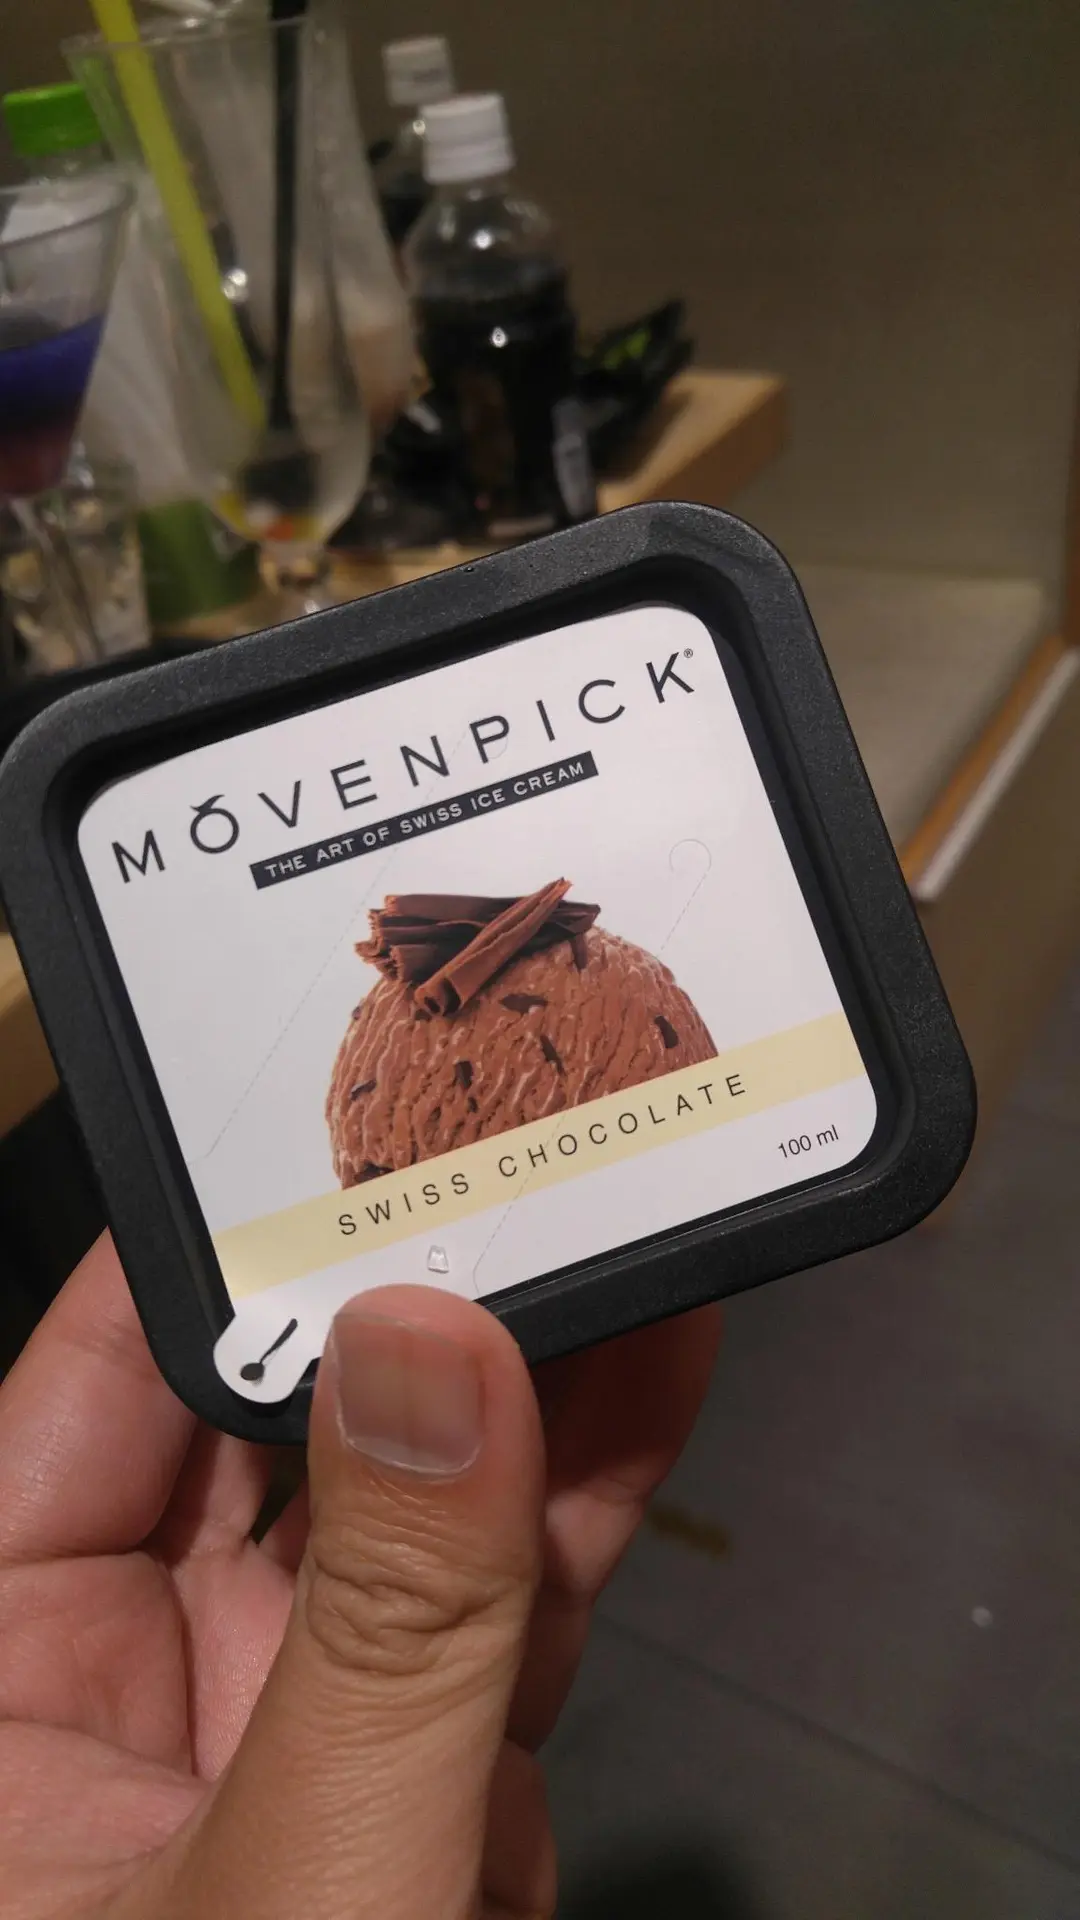 MÖVENPICK®
THE ART OF SWISS ICE CREAM
SWISS CHOCOLATE
100 ml